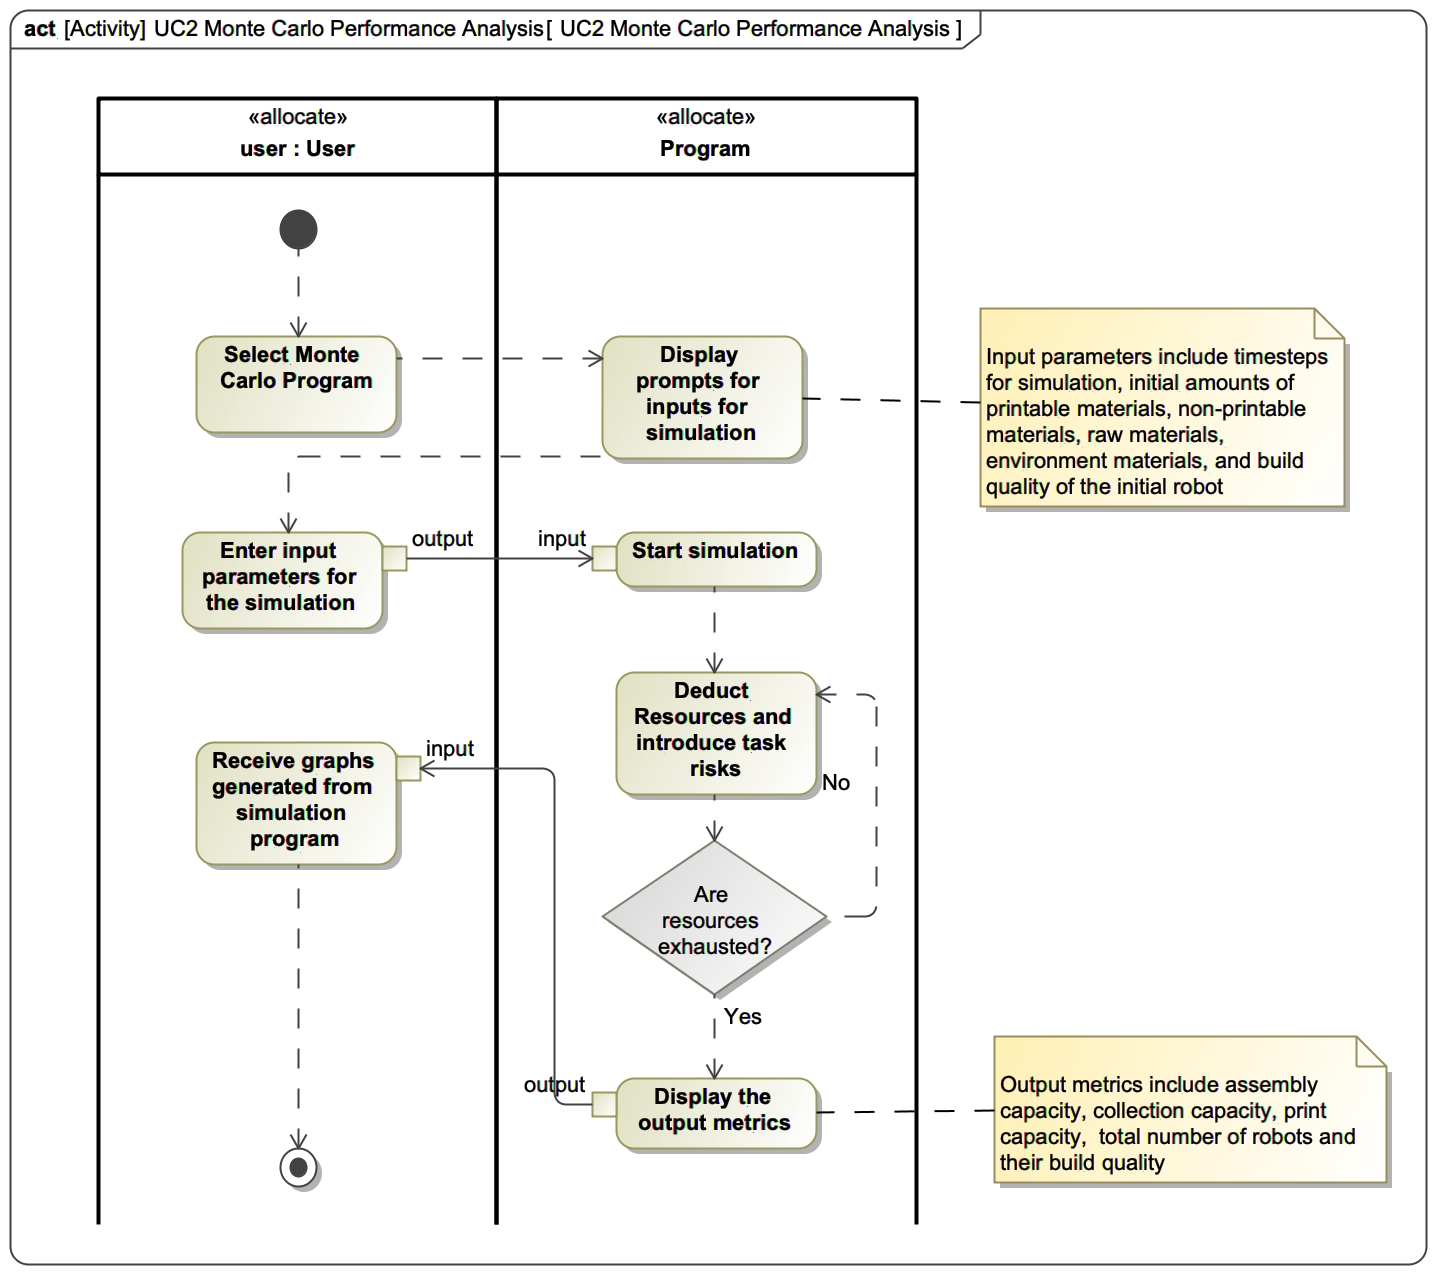 act [Activity] UC2 Monte Carlo Performance Analysis[ UC2 Monte Carlo Performance Analysis ]
«allocate»
user : User
«allocate»
Program
Select Monte
Carlo Program
Display
prompts for
inputs for
simulation
Input parameters include timesteps
for simulation, initial amounts of
printable materials, non-printable
materials, raw materials,
environment materials, and build
quality of the initial robot
Enter input
parameters for
the simulation
output
input
Start simulation
Deduct
Resources and
introduce task
risks
No
Receive graphs
generated from
simulation
program
input
Are
resources
exhausted?
Yes
output
Display the
output metrics
Output metrics include assembly
capacity, collection capacity, print
capacity,  total number of robots and
their build quality